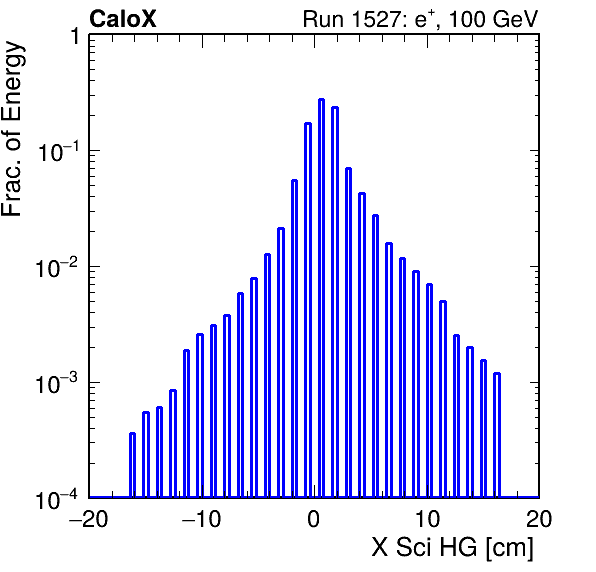 CaloX Run 1527: e⁺, 100 GeV
Frac. of Energy
1
10⁻¹
10⁻²
10⁻³
10⁻⁴
−20 −10 0 10 20
X Sci HG [cm]